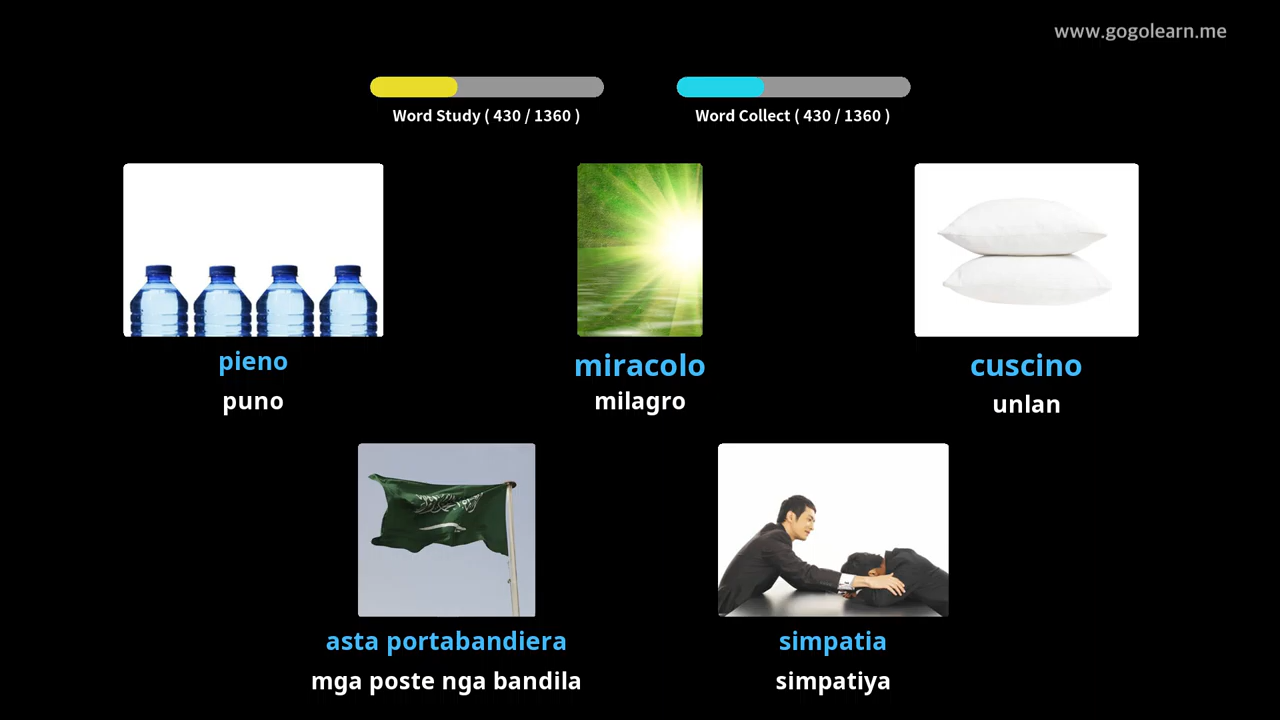 www.gogolearn.me
Word Study ( 430 / 1360 )
Word Collect ( 430 / 1360 )
pieno
puno
miracolo
milagro
cuscino
unlan
asta portabandiera
mga poste nga bandila
simpatia
simpatiya